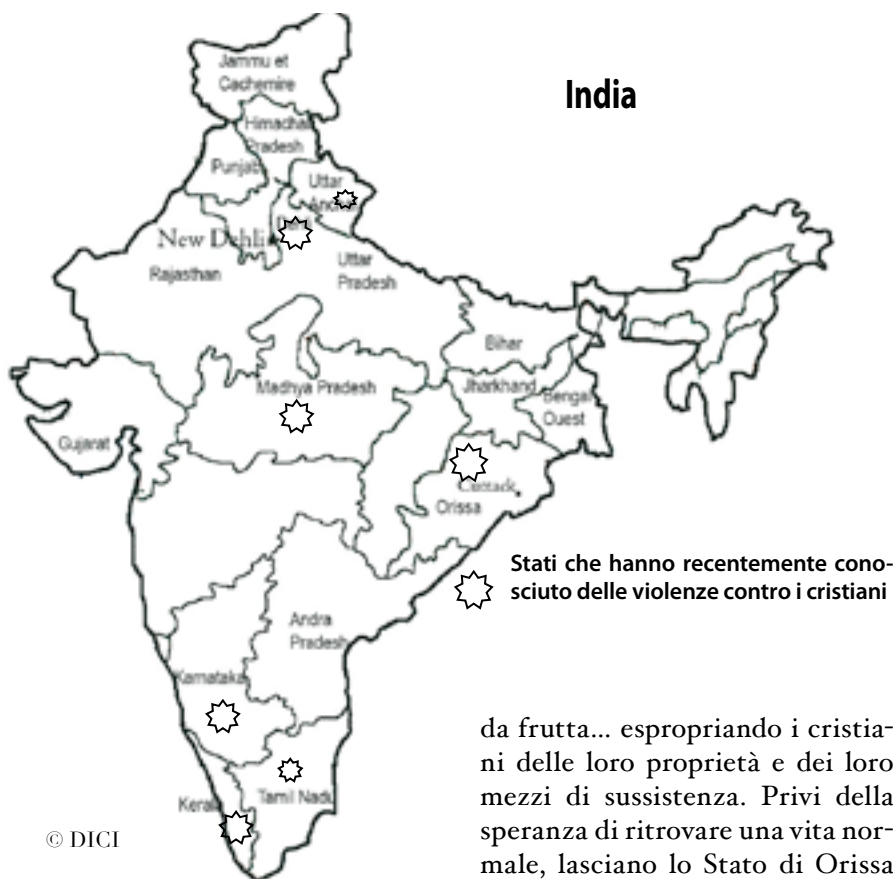 India
Jammu et
Cachemire
Himachal
Pradesh
Punjab
Uttar
New Dehli
Rajasthan
Uttar
Pradesh
Bihar
Madhya Pradesh
Jharkhand
Bengal
Ouest
Gujarat
Cuttack
Orissa
Stati che hanno recentemente cono-
sciuto delle violenze contro i cristiani
Andra
Pradesh
Karnataka
Kerala
Tamil Nadu
da frutta... espropriando i cristia-
ni delle loro proprietà e dei loro
mezzi di sussistenza. Privi della
speranza di ritrovare una vita nor-
male, lasciano lo Stato di Orissa
© DICI